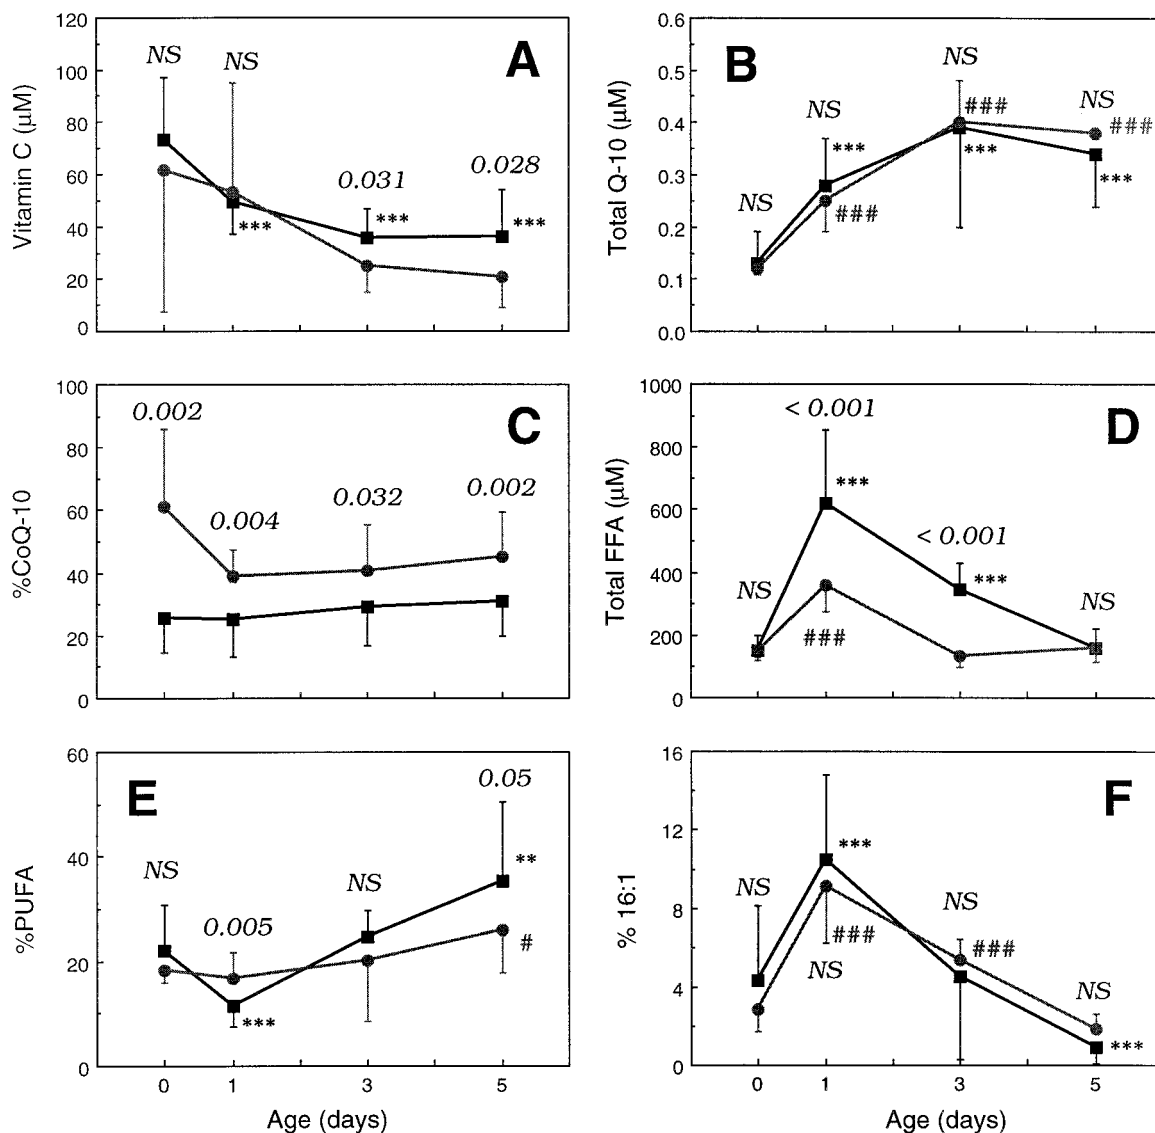 A
Vitamin C (μM)
120
100
80
60
40
20
0
NS
NS
0.031
0.028
***
***
***
B
Total Q-10 (μM)
0.6
0.5
0.4
0.3
0.2
0.1
0.0
NS
NS
NS
NS
***
###
###
***
###
***
C
%CoQ-10
100
80
60
40
20
0
0.002
0.004
0.032
0.002
D
Total FFA (μM)
1000
800
600
400
200
0
NS
< 0.001
< 0.001
NS
***
###
***
E
%PUFA
60
40
20
0
NS
0.005
NS
0.05
***
**
#
0
1
3
5
Age (days)
F
% 16:1
16
12
8
4
0
NS
***
###
NS
NS
###
NS
***
0
1
3
5
Age (days)